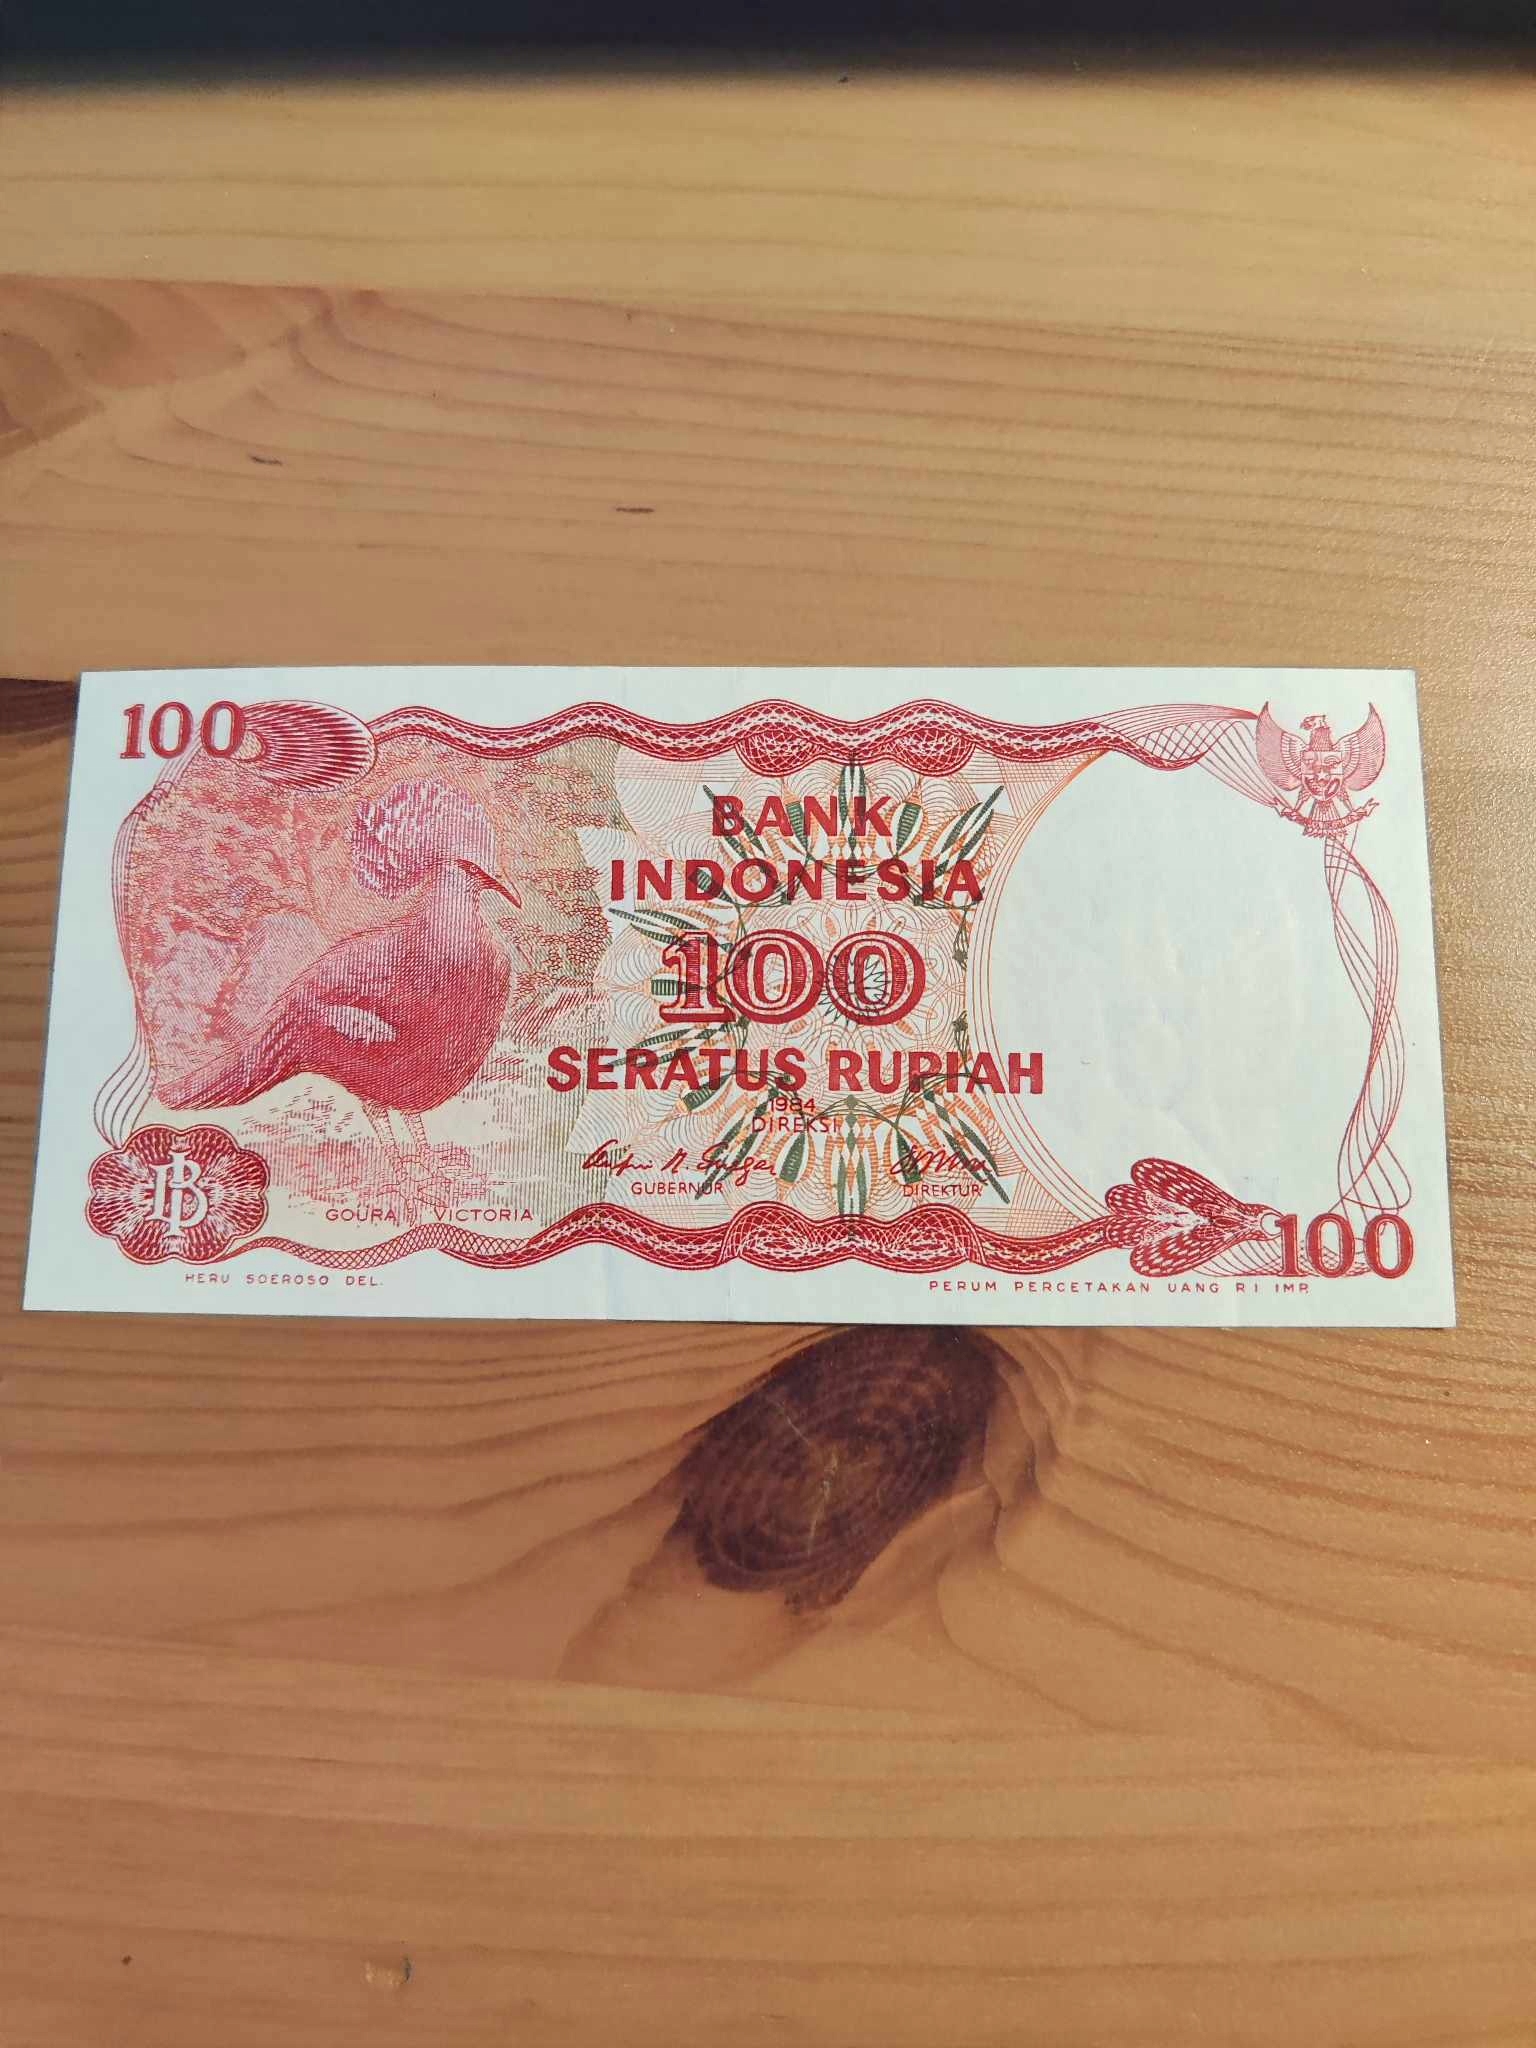 100
BANK
INDONESIA
100
SERATUS RUPIAH
1984
DIREKSI
GUBERNUR DIREKTUR
GOURA VICTORIA
100
HERU SOEROSO DEL.
PERUM PERCETAKAN UANG RI IMP.